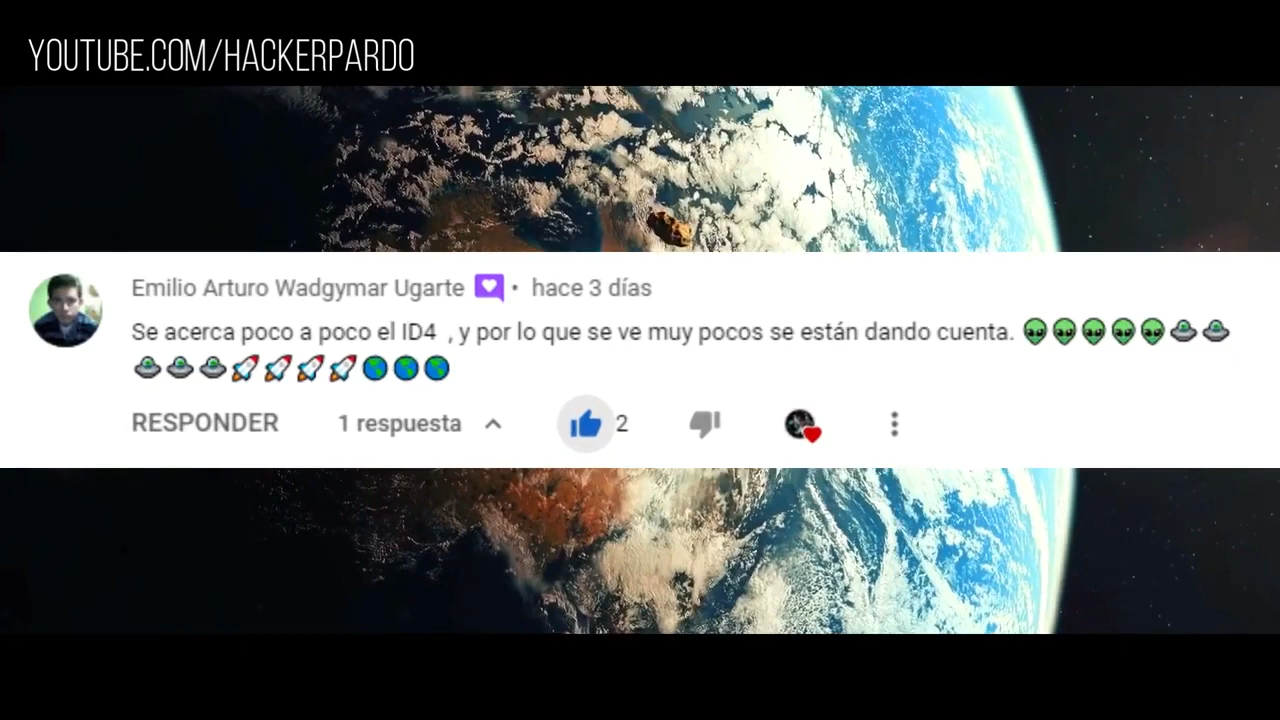 YOUTUBE.COM/HACKERPARDO
Emilio Arturo Wadgymar Ugarte • hace 3 días
Se acerca poco a poco el ID4 , y por lo que se ve muy pocos se están dando cuenta. 👽👽👽👽👽🛸🛸
🛸🛸🛸🚀🚀🚀🚀🌎🌎🌎
RESPONDER 1 respuesta 2